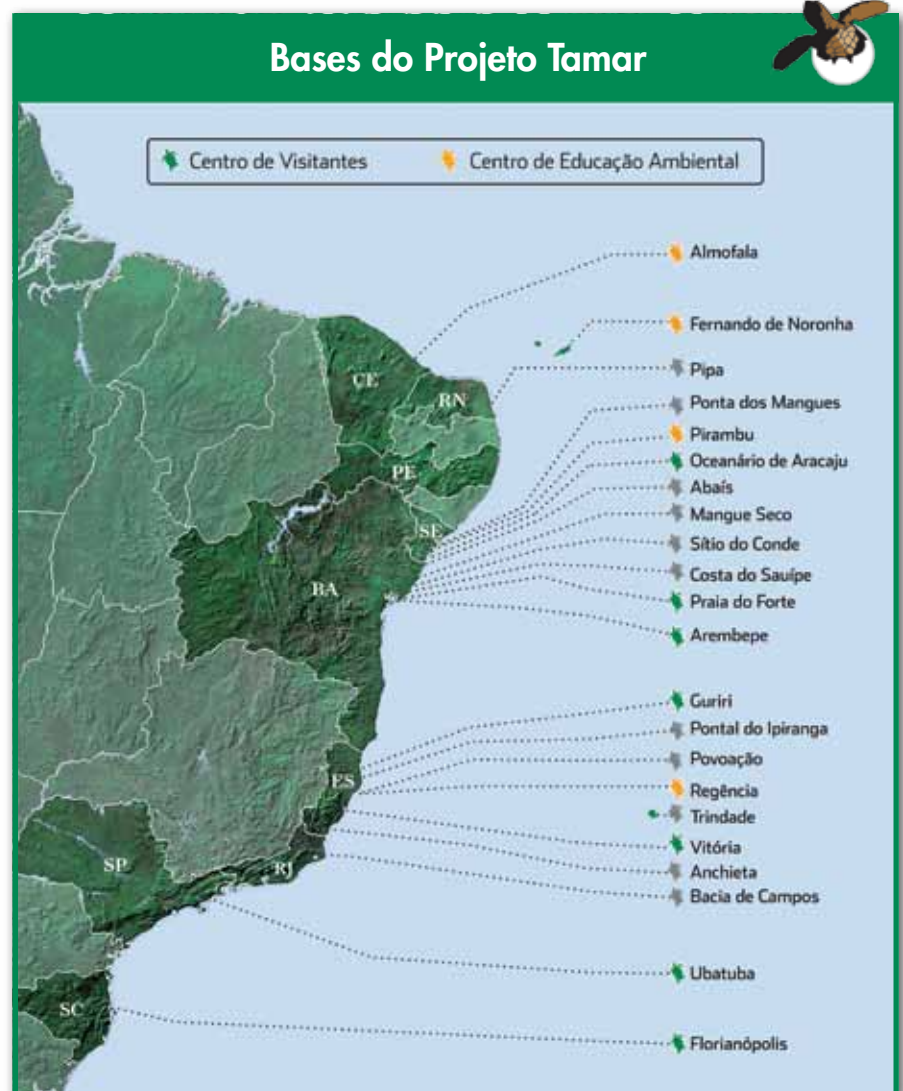 Bases do Projeto Tamar
Centro de Visitantes
Centro de Educação Ambiental
Almofala
Fernando de Noronha
Pipa
Ponta dos Mangues
Pirambu
Oceanário de Aracaju
Abaís
Mangue Seco
Sítio do Conde
Costa do Sauípe
Praia do Forte
Arembepe
Guriri
Pontal do Ipiranga
Povoação
Regência
Trindade
Vitória
Anchieta
Bacia de Campos
Ubatuba
Florianópolis
CE
RN
PE
SE
BA
ES
SP
RJ
SC